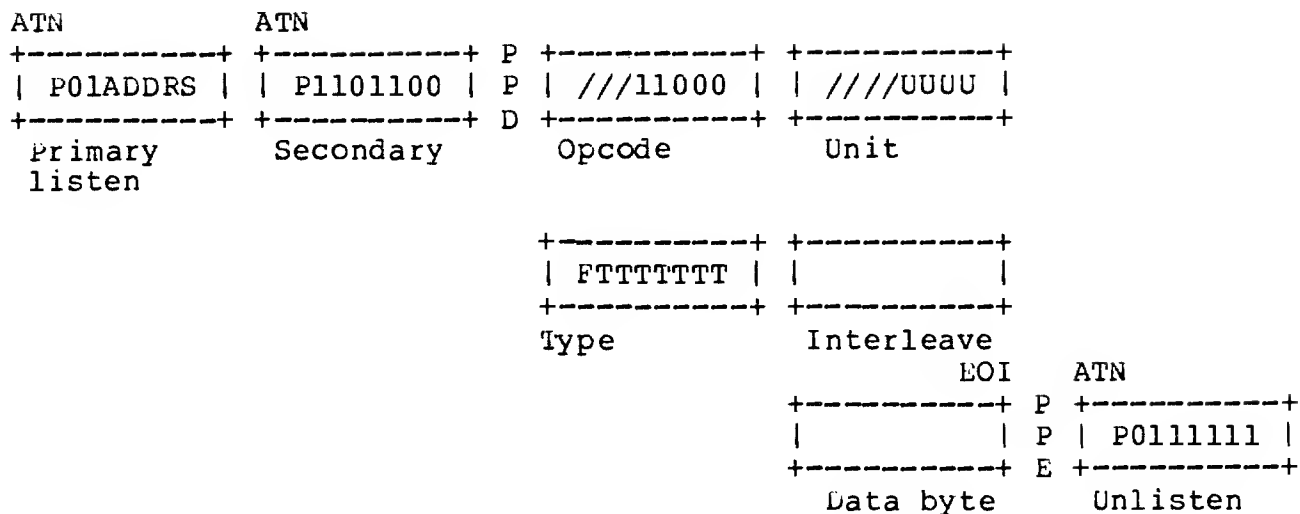 ATN ATN
+----------+ +----------+ P +----------+ +----------+
| P01ADDRS | | P1101100 | P | ///11000 | | ////UUUU |
+----------+ +----------+ D +----------+ +----------+
Primary Secondary Opcode Unit
listen
+----------+ +----------+
| FTTTTTTT | | |
+----------+ +----------+
Type Interleave
EOI ATN
+----------+ P +----------+
| | P | P0111111 |
+----------+ E +----------+
Data byte Unlisten